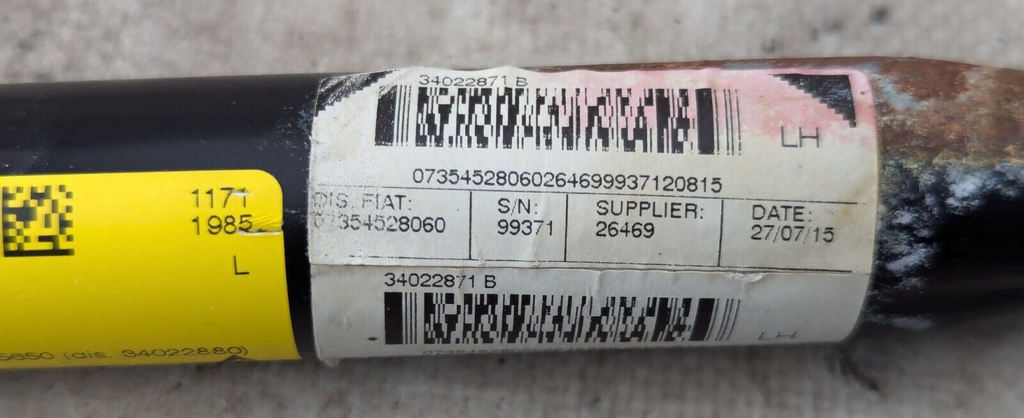 1171
1985
L
5650 (dis. 34022880)
34022871 B
LH
07354528060264699937120815
DIS. FIAT:
07354528060
S/N:
99371
SUPPLIER:
26469
DATE:
27/07/15
34022871 B
LH